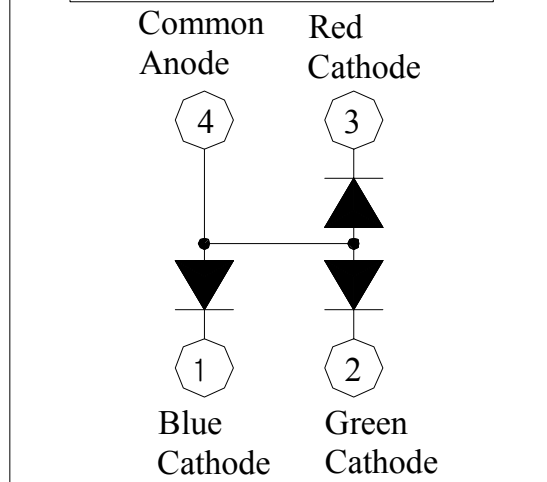 Common Red
Anode Cathode
4 3
1 2
Blue Green
Cathode Cathode